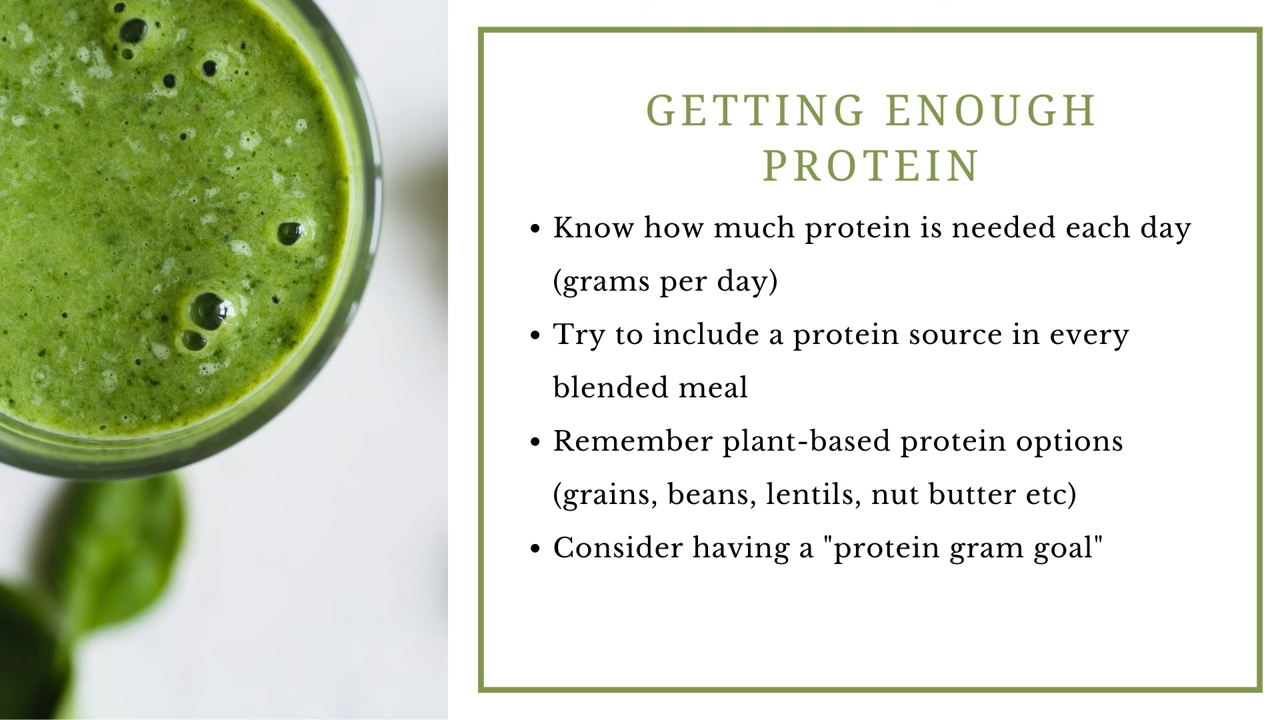 GETTING ENOUGH
PROTEIN
• Know how much protein is needed each day
(grams per day)
• Try to include a protein source in every
blended meal
• Remember plant-based protein options
(grains, beans, lentils, nut butter etc)
• Consider having a "protein gram goal"